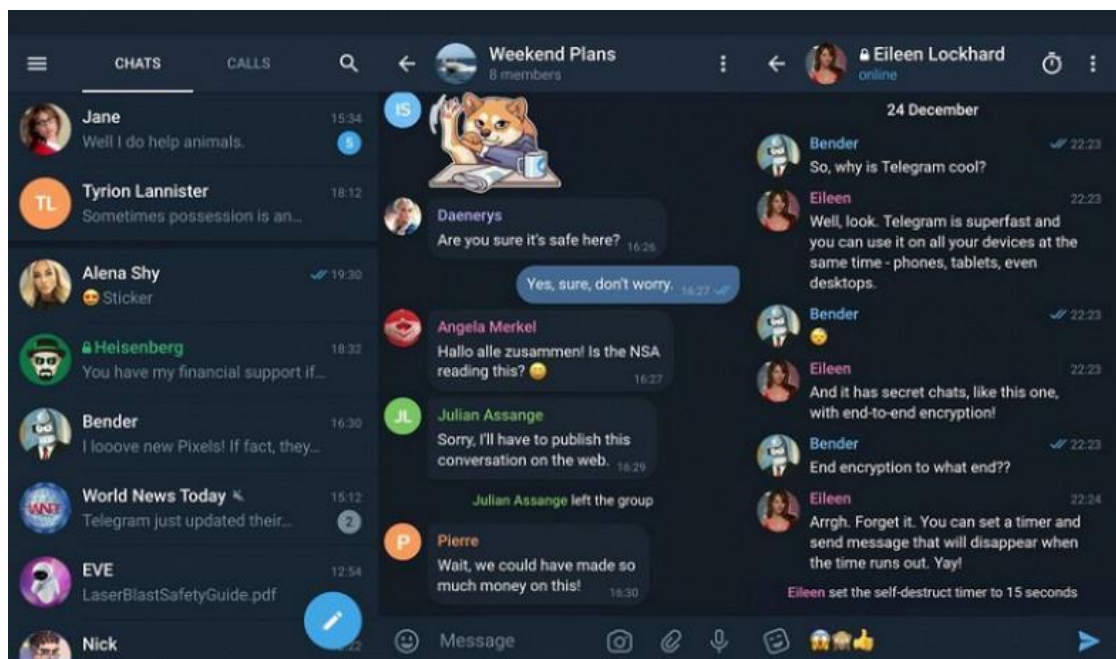 CHATS
CALLS
Jane
15:34
Well I do help animals.
5
TL
Tyrion Lannister
18:12
Sometimes possession is an...
Alena Shy
19:30
Sticker
Heisenberg
18:32
You have my financial support if...
Bender
16:30
I looove new Pixels! If fact, they...
World News Today
15:12
Telegram just updated their...
2
EVE
12:54
LaserBlastSafetyGuide.pdf
Nick
Weekend Plans
8 members
IS
Daenerys
Are you sure it's safe here? 16:26
Yes, sure, don't worry. 16:27
Angela Merkel
Hallo alle zusammen! Is the NSA
reading this? 😀
16:27
JL
Julian Assange
Sorry, I'll have to publish this
conversation on the web. 16:29
Julian Assange left the group
P
Pierre
Wait, we could have made so
much money on this!
16:30
Message
Eileen Lockhard
online
24 December
Bender
22:23
So, why is Telegram cool?
Eileen
22:23
Well, look. Telegram is superfast and
you can use it on all your devices at the
same time - phones, tablets, even
desktops.
Bender
22:23
😴
Eileen
22:23
And it has secret chats, like this one,
with end-to-end encryption!
Bender
22:23
End encryption to what end??
Eileen
22:24
Arrgh. Forget it. You can set a timer and
send message that will disappear when
the time runs out. Yay!
Eileen set the self-destruct timer to 15 seconds
😱🙈👍